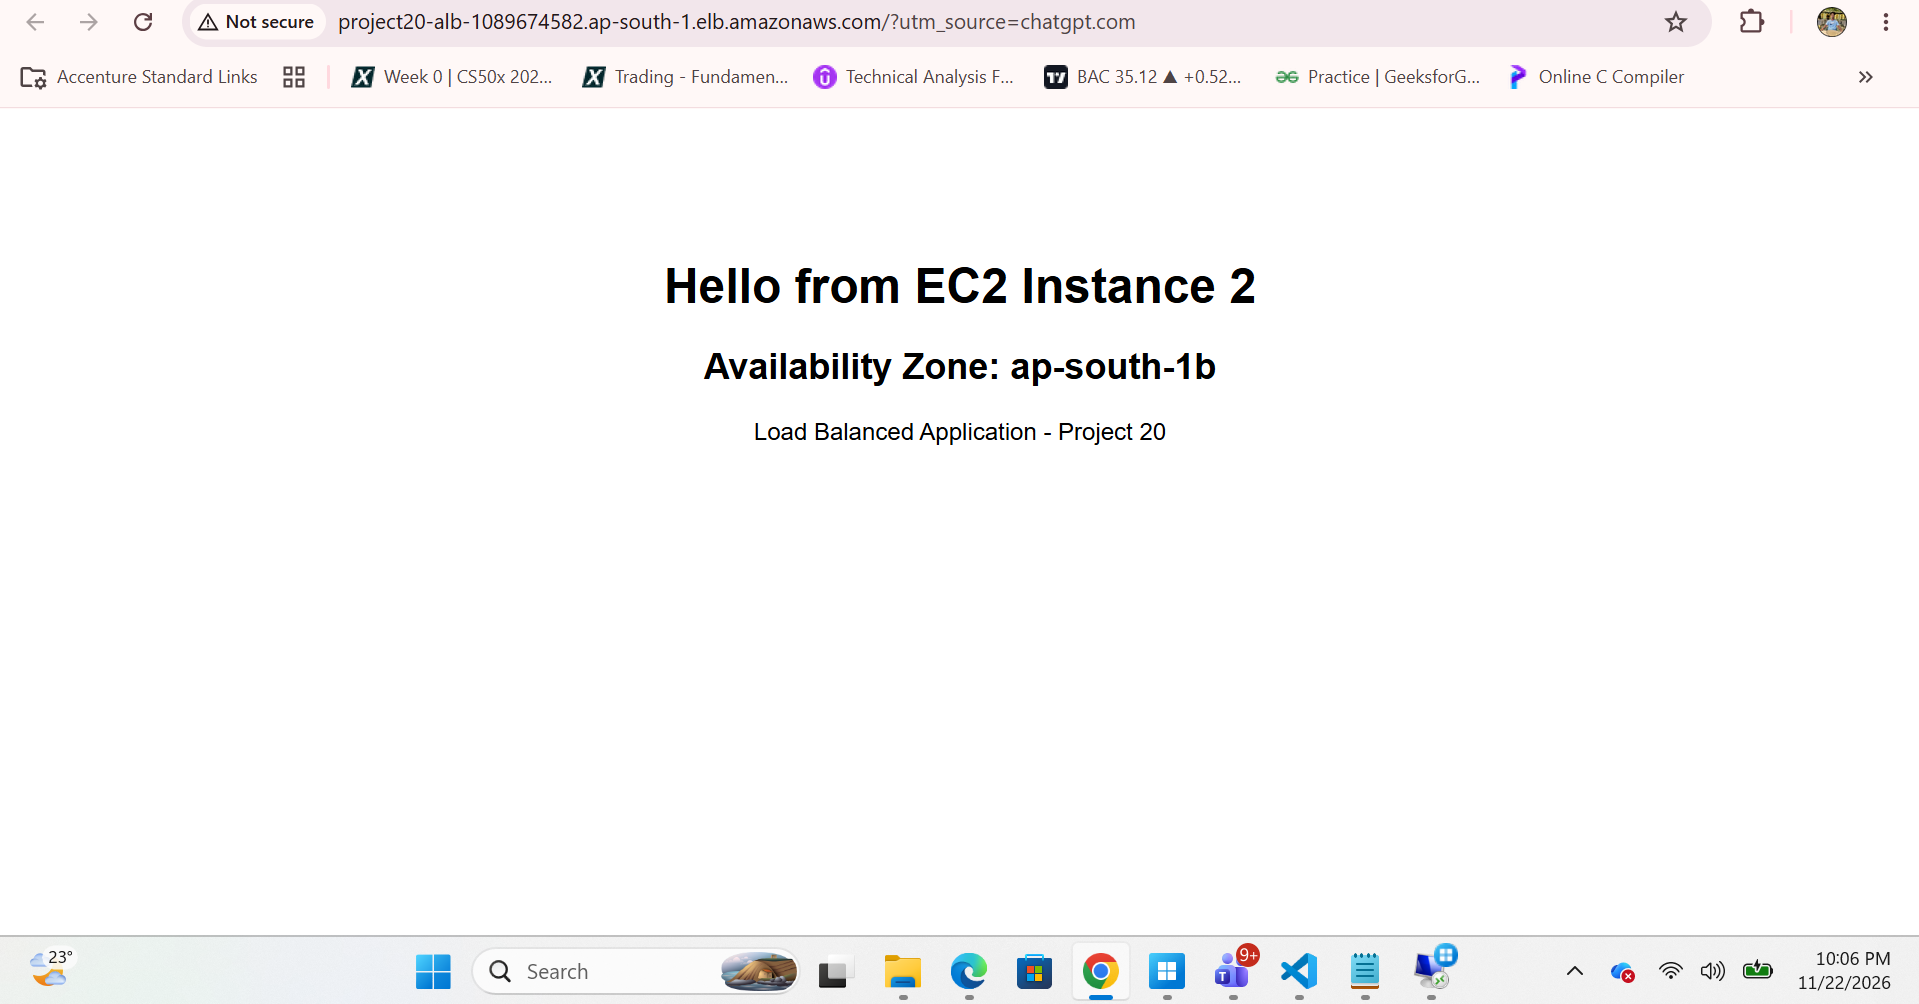 Not secure
project20-alb-1089674582.ap-south-1.elb.amazonaws.com/?utm_source=chatgpt.com
Accenture Standard Links
Week 0 | CS50x 202...
Trading - Fundamen...
Technical Analysis F...
BAC 35.12 ▲ +0.52...
Practice | GeeksforG...
Online C Compiler
Hello from EC2 Instance 2
Availability Zone: ap-south-1b
Load Balanced Application - Project 20
23°
Search
9+
10:06 PM
11/22/2026